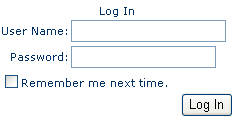 Log In
User Name:
Password:
Remember me next time.
Log In